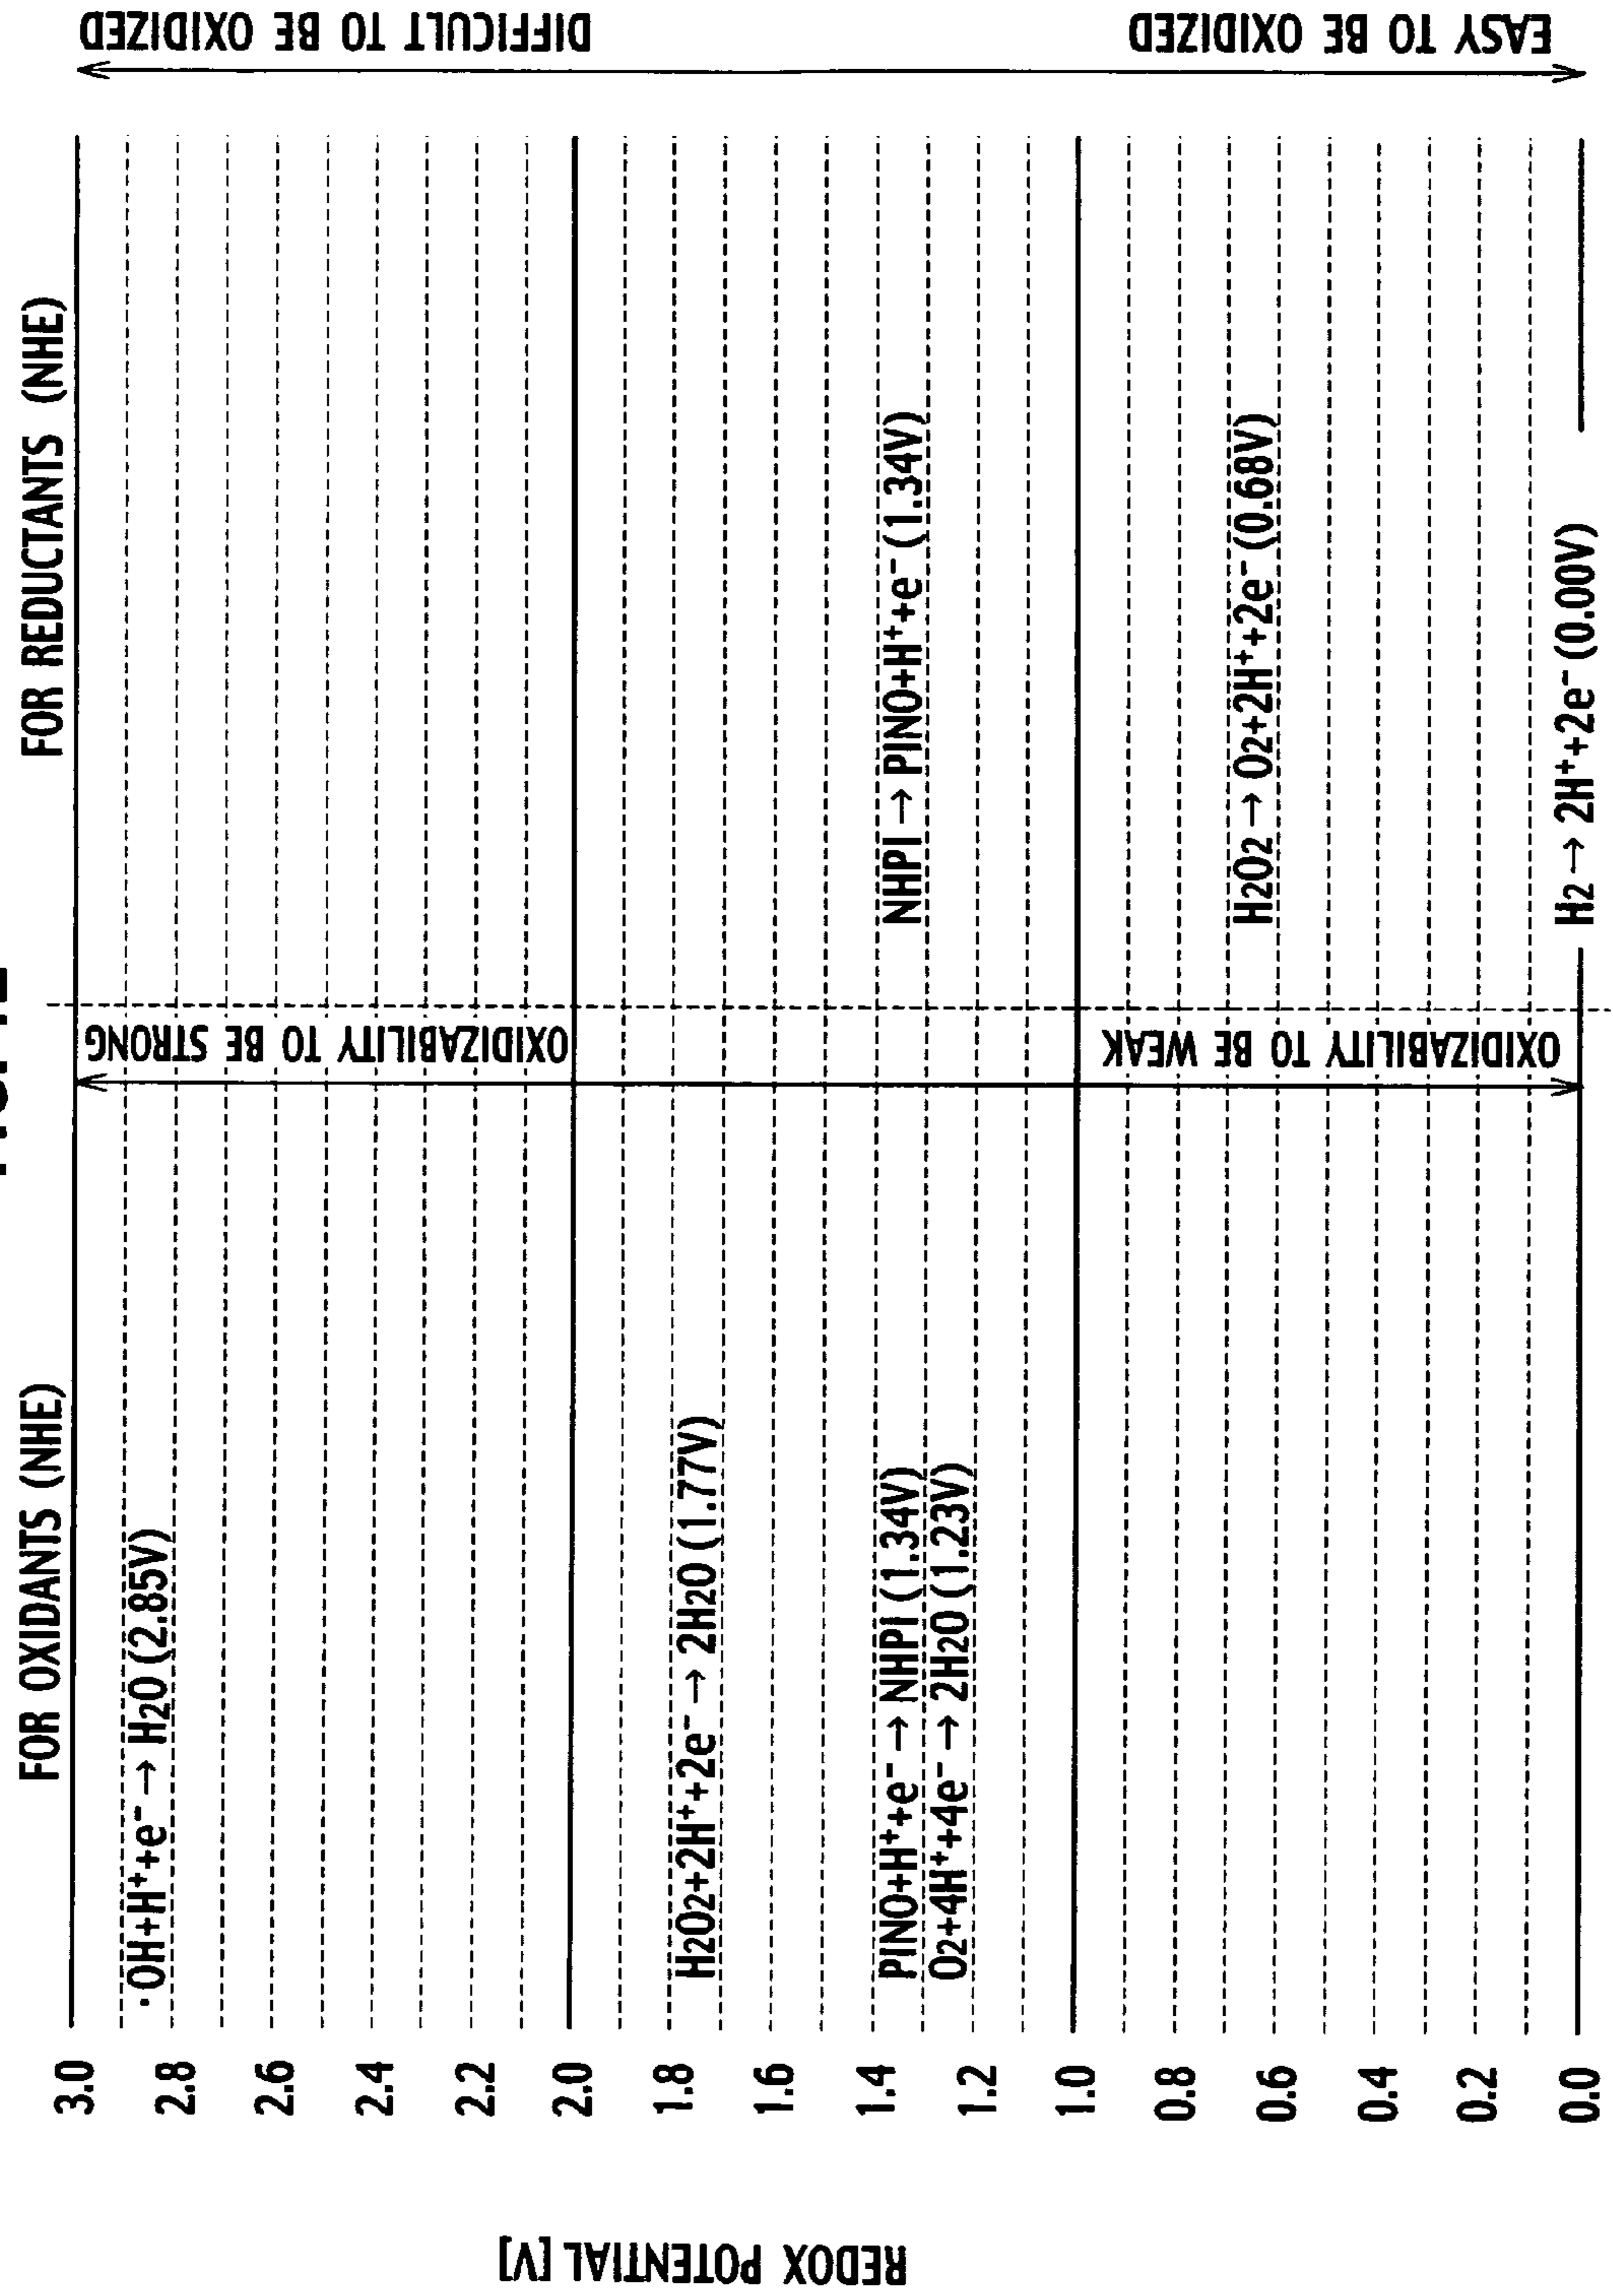 FOR OXIDANTS (NHE)
FOR REDUCTANTS (NHE)
REDOX POTENTIAL [V]
3.0
2.8
2.6
2.4
2.2
2.0
1.8
1.6
1.4
1.2
1.0
0.8
0.6
0.4
0.2
0.0
·OH+H⁺+e⁻ → H₂O (2.85V)
H₂O₂+2H⁺+2e⁻ → 2H₂O (1.77V)
PINO+H⁺+e⁻ → NHPI (1.34V)
O₂+4H⁺+4e⁻ → 2H₂O (1.23V)
OXIDIZABILITY TO BE STRONG
OXIDIZABILITY TO BE WEAK
NHPI → PINO+H⁺+e⁻ (1.34V)
H₂O₂ → O₂+2H⁺+2e⁻ (0.68V)
H₂ → 2H⁺+2e⁻ (0.00V)
DIFFICULT TO BE OXIDIZED
EASY TO BE OXIDIZED